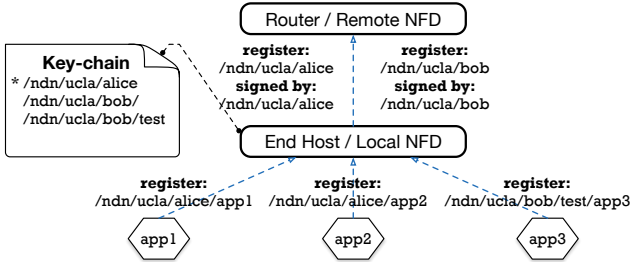 Router / Remote NFD
register:
/ndn/ucla/alice
signed by:
/ndn/ucla/alice
register:
/ndn/ucla/bob
signed by:
/ndn/ucla/bob
Key-chain
* /ndn/ucla/alice
/ndn/ucla/bob/
/ndn/ucla/bob/test
End Host / Local NFD
register:
/ndn/ucla/alice/app1
register:
/ndn/ucla/alice/app2
register:
/ndn/ucla/bob/test/app3
app1
app2
app3